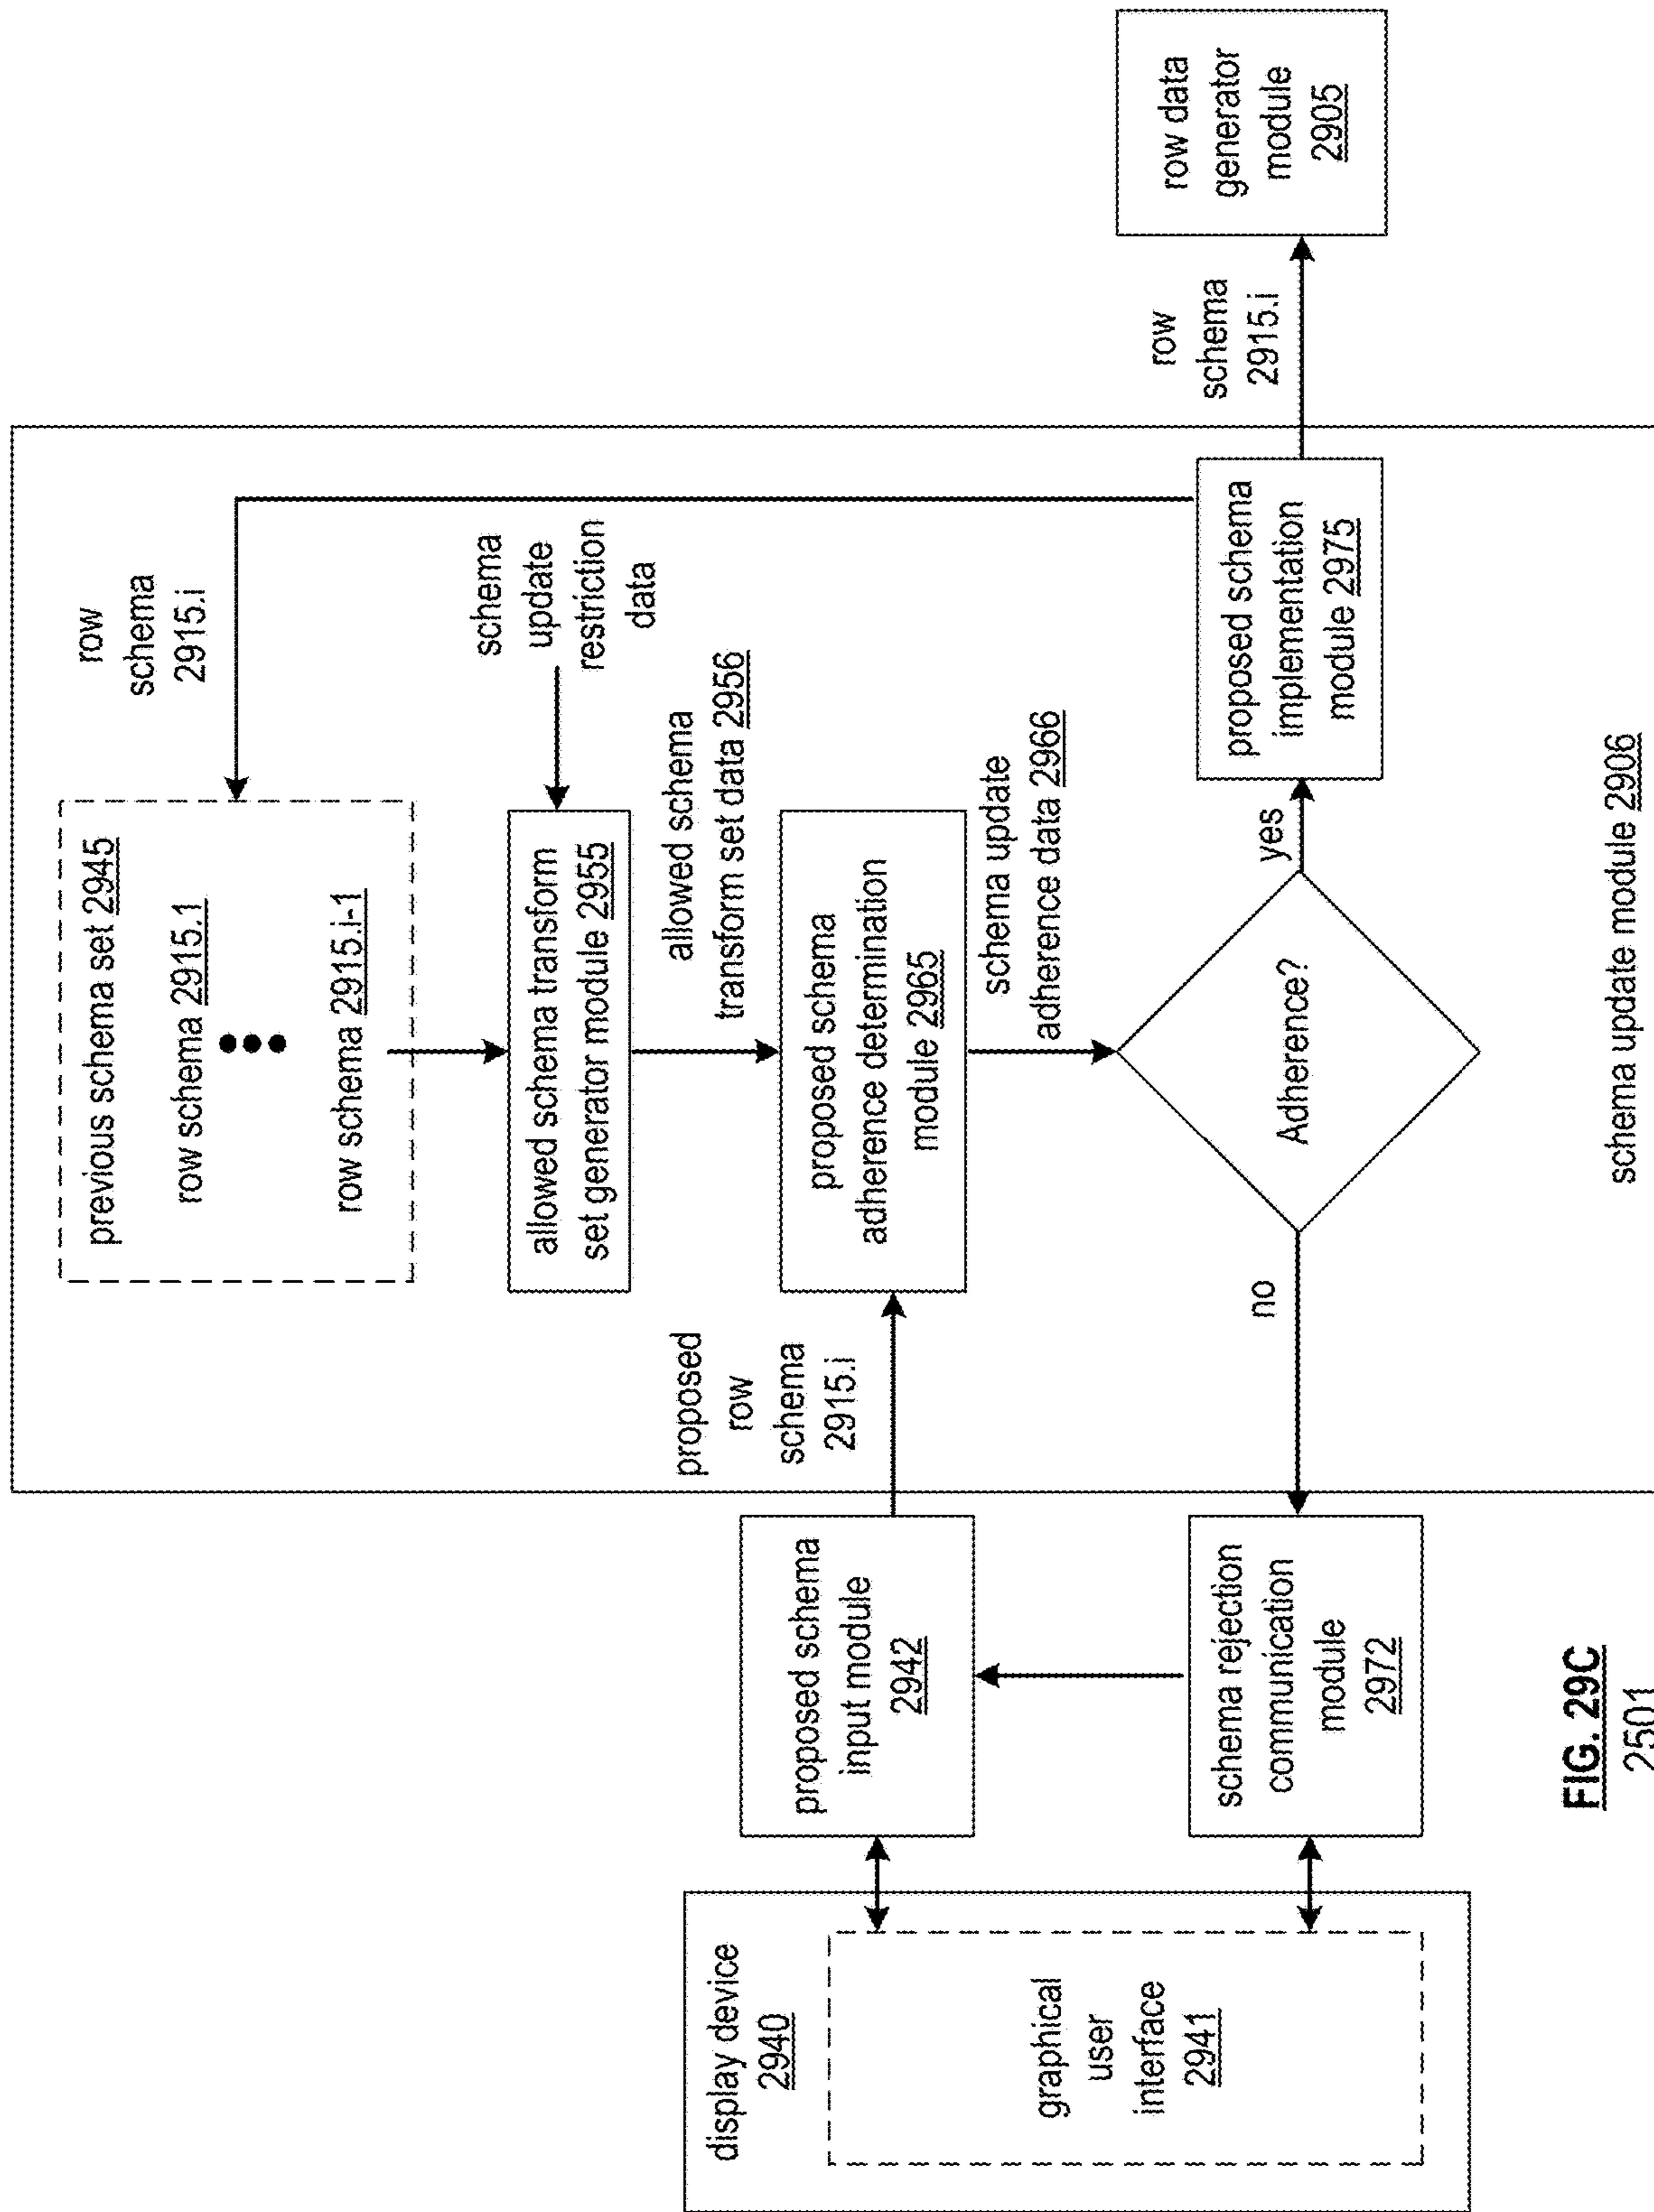 display device
2940
graphical
user
interface
2941
proposed schema
input module
2942
schema rejection
communication
module
2972
proposed
row
schema
2915.i
previous schema set 2945
row schema 2915.1
row schema 2915.i-1
row
schema
2915.i
allowed schema transform
set generator module 2955
schema
update
restriction
data
allowed schema
transform set data 2956
proposed schema
adherence determination
module 2965
schema update
adherence data 2966
Adherence?
no
yes
proposed schema
implementation
module 2975
row
schema
2915.i
row data
generator
module
2905
schema update module 2906
FIG. 29C
2501